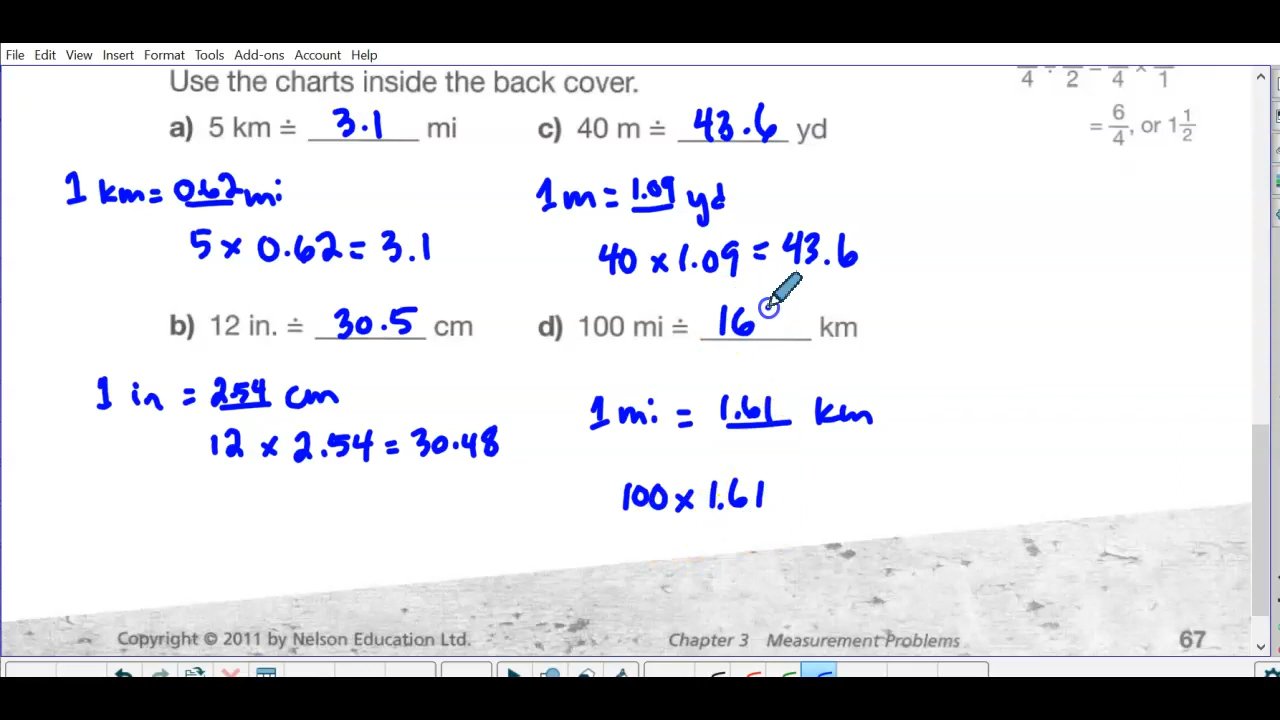 File Edit View Insert Format Tools Add-ons Account Help
Use the charts inside the back cover.
a) 5 km ≐ 3.1 mi
1 km = 0.62 mi
5 × 0.62 = 3.1
b) 12 in. ≐ 30.5 cm
1 in = 2.54 cm
12 × 2.54 = 30.48
c) 40 m ≐ 43.6 yd
1 m = 1.09 yd
40 × 1.09 = 43.6
d) 100 mi ≐ 16 km
1 mi = 1.61 km
100 × 1.61
4 ÷ 2 = 4 × 1
= 6/4, or 1 1/2
Copyright © 2011 by Nelson Education Ltd. Chapter 3 Measurement Problems 67